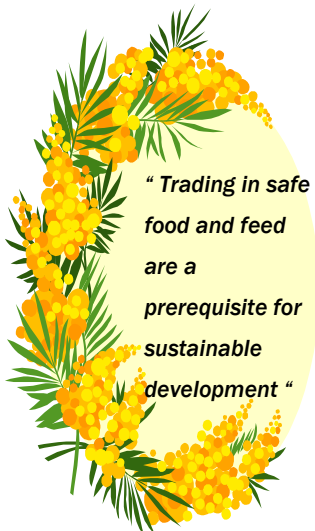 “ Trading in safe
food and feed
are a
prerequisite for
sustainable
development “